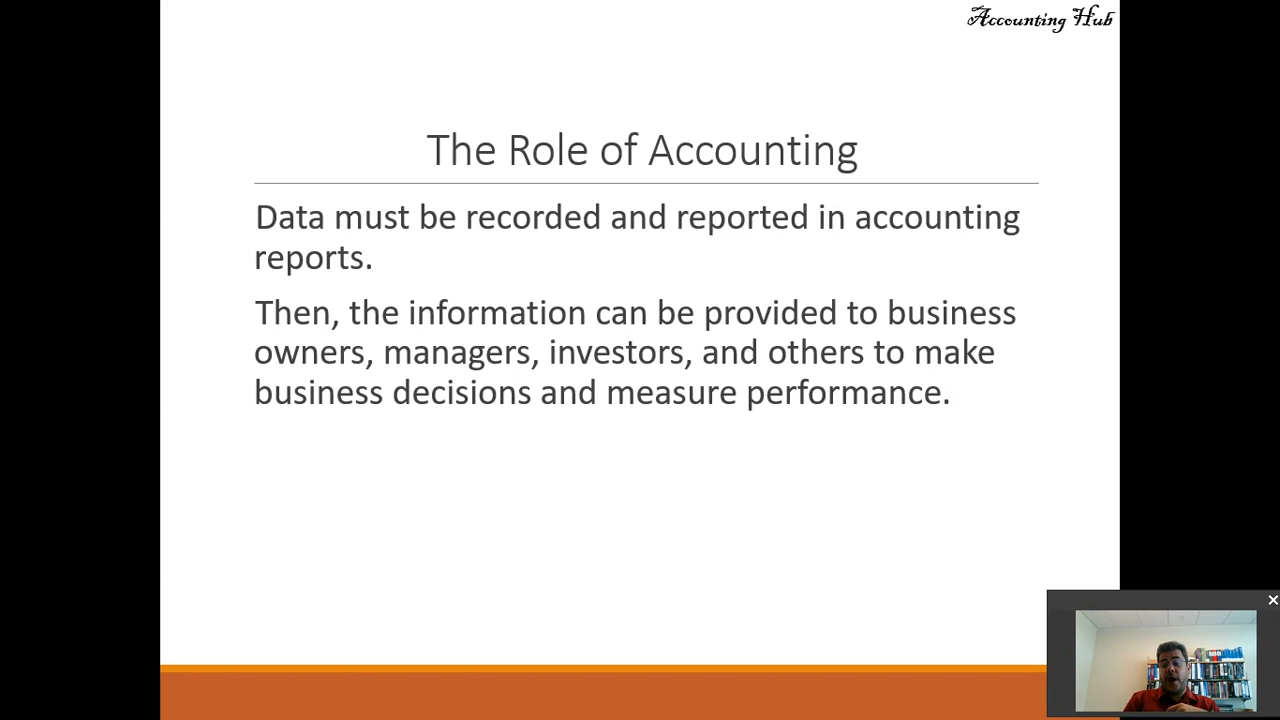 Accounting Hub
The Role of Accounting
Data must be recorded and reported in accounting
reports.
Then, the information can be provided to business
owners, managers, investors, and others to make
business decisions and measure performance.